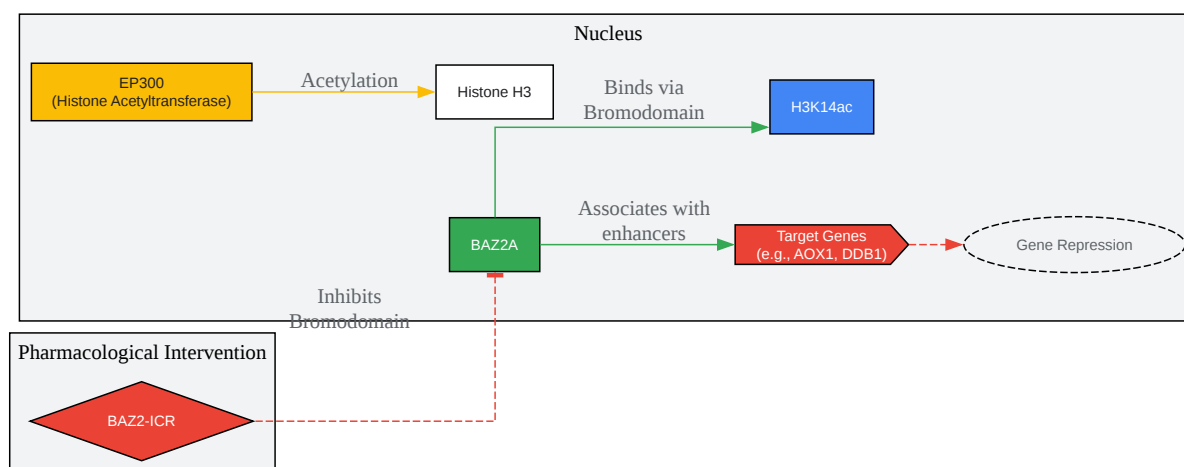 Nucleus
EP300
(Histone Acetyltransferase)
Acetylation
Histone H3
Binds via
Bromodomain
H3K14ac
BAZ2A
Associates with
enhancers
Target Genes
(e.g., AOX1, DDB1)
Gene Repression
Inhibits
Bromodomain
Pharmacological Intervention
BAZ2-ICR